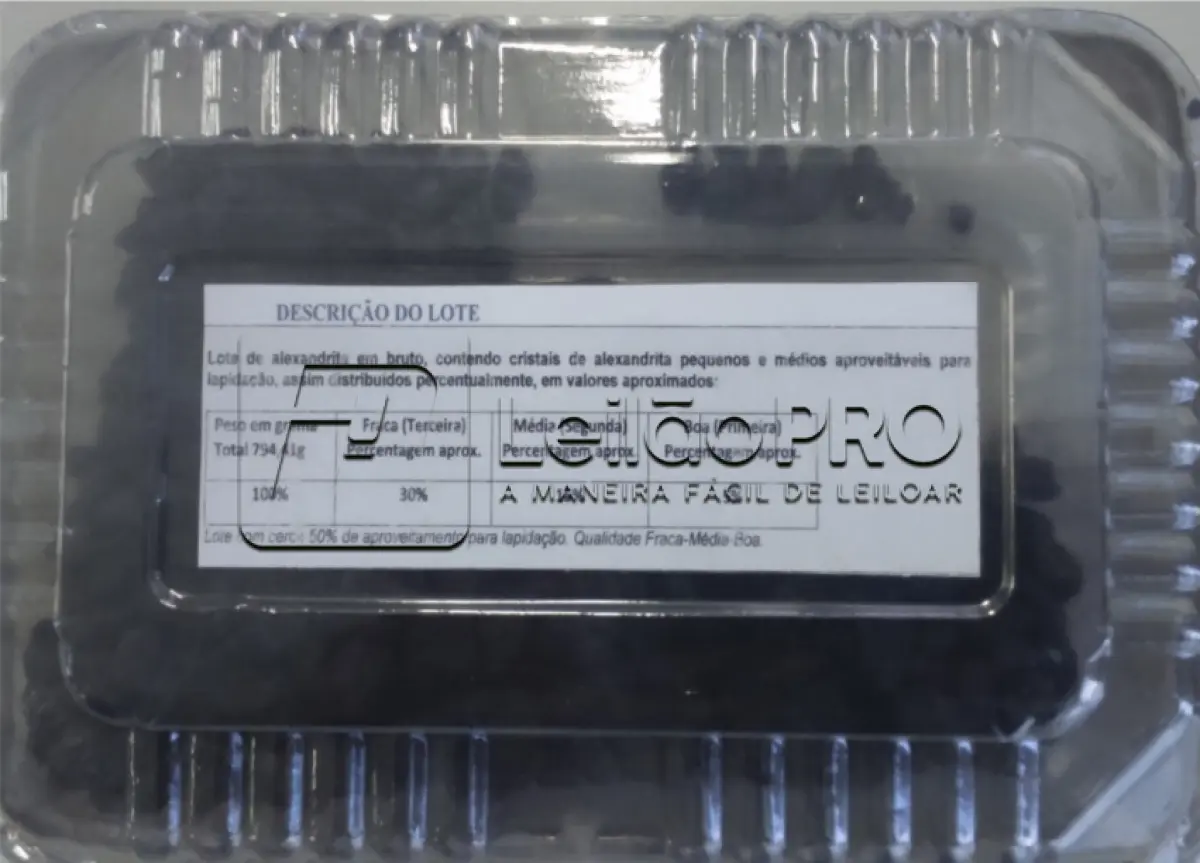 DESCRIÇÃO DO LOTE
Lote de alexandrita em bruto, contendo cristais de alexandrita pequenos e médios aproveitáveis para
lapidação, assim distribuidos percentualmente, em valores aproximados:
Peso em grama Fraca (Terceira) Média (Segunda) Boa (Primeira)
Total 794,41g Percentagem aprox. Percentagem aprox. Percentagem aprox.
100% 30%
Lote com cerca 50% de aproveitamento para lapidação. Qualidade Fraca-Média-Boa.
LeilãoPRO
A MANEIRA FÁCIL DE LEILOAR